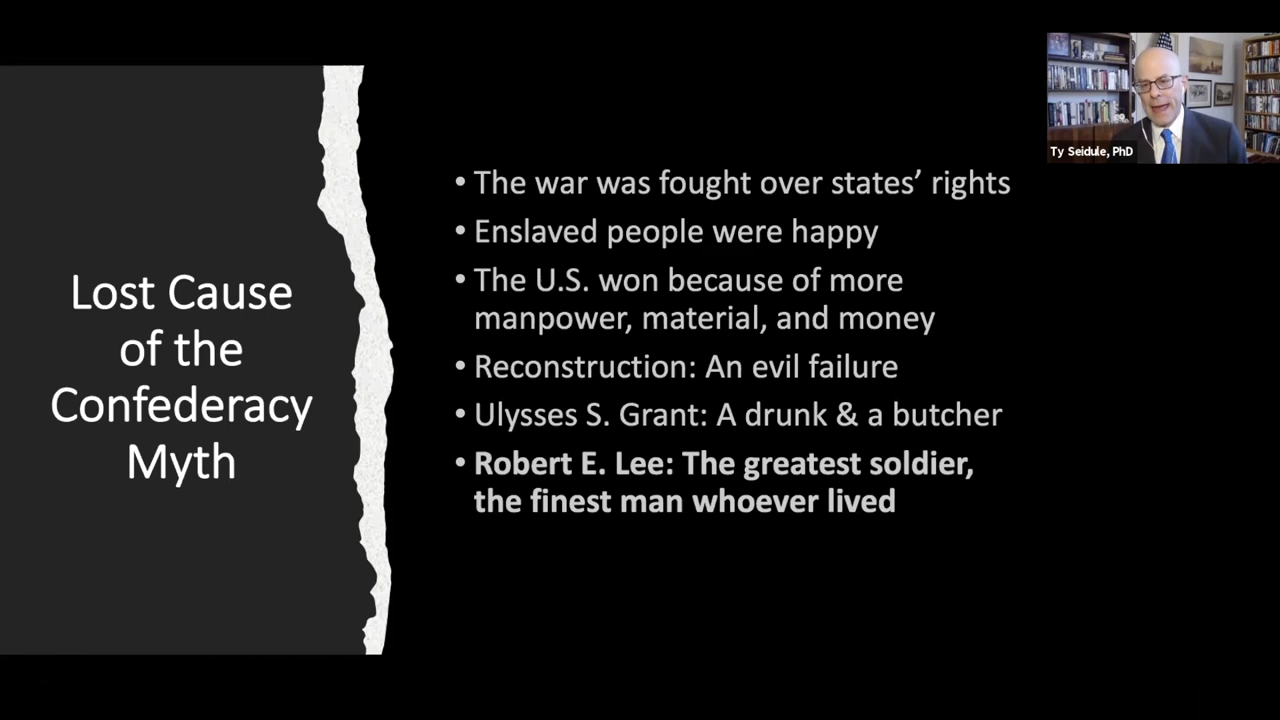 Lost Cause
of the
Confederacy
Myth
• The war was fought over states’ rights
• Enslaved people were happy
• The U.S. won because of more
manpower, material, and money
• Reconstruction: An evil failure
• Ulysses S. Grant: A drunk & a butcher
• Robert E. Lee: The greatest soldier,
the finest man whoever lived
Ty Seidule, PhD